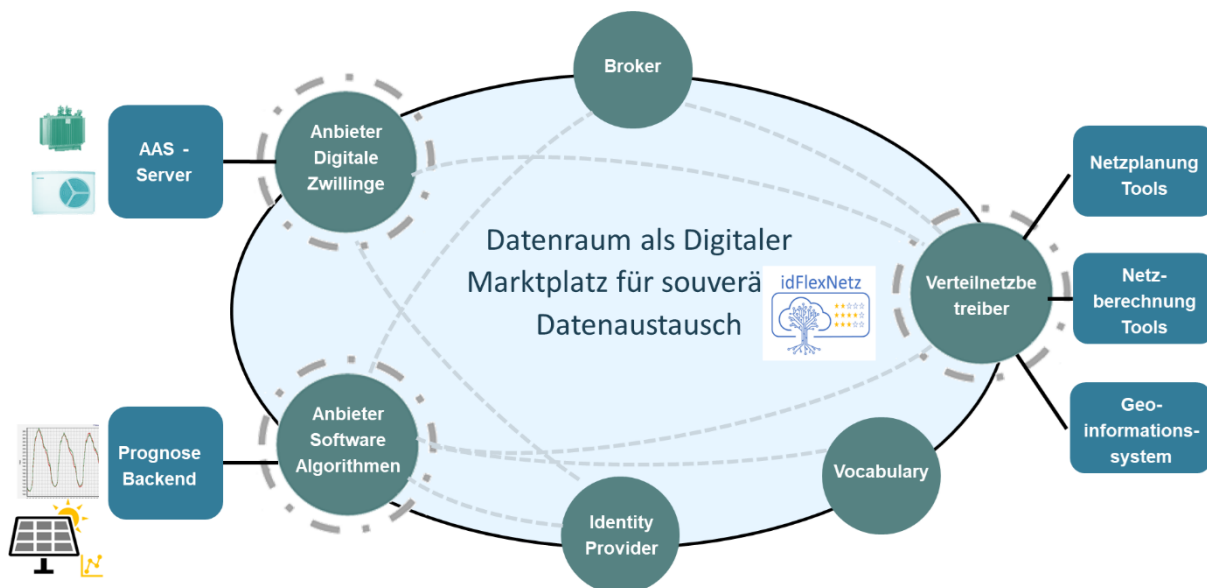 Broker
Anbieter
Digitale
Zwillinge
AAS -
Server
Netzplanung
Tools
Datenraum als Digitaler
Marktplatz für souverä
Datenaustausch
idFlexNetz
Verteilnetzbe
treiber
Netz-
berechnung
Tools
Anbieter
Software
Algorithmen
Prognose
Backend
Geo-
informations-
system
Vocabulary
Identity
Provider